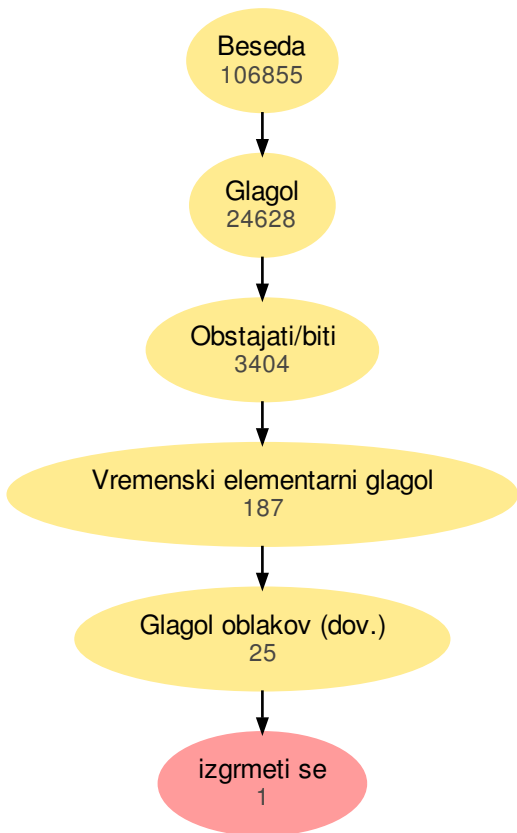 Beseda
106855
Glagol
24628
Obstajati/biti
3404
Vremenski elementarni glagol
187
Glagol oblakov (dov.)
25
izgrmeti se
1